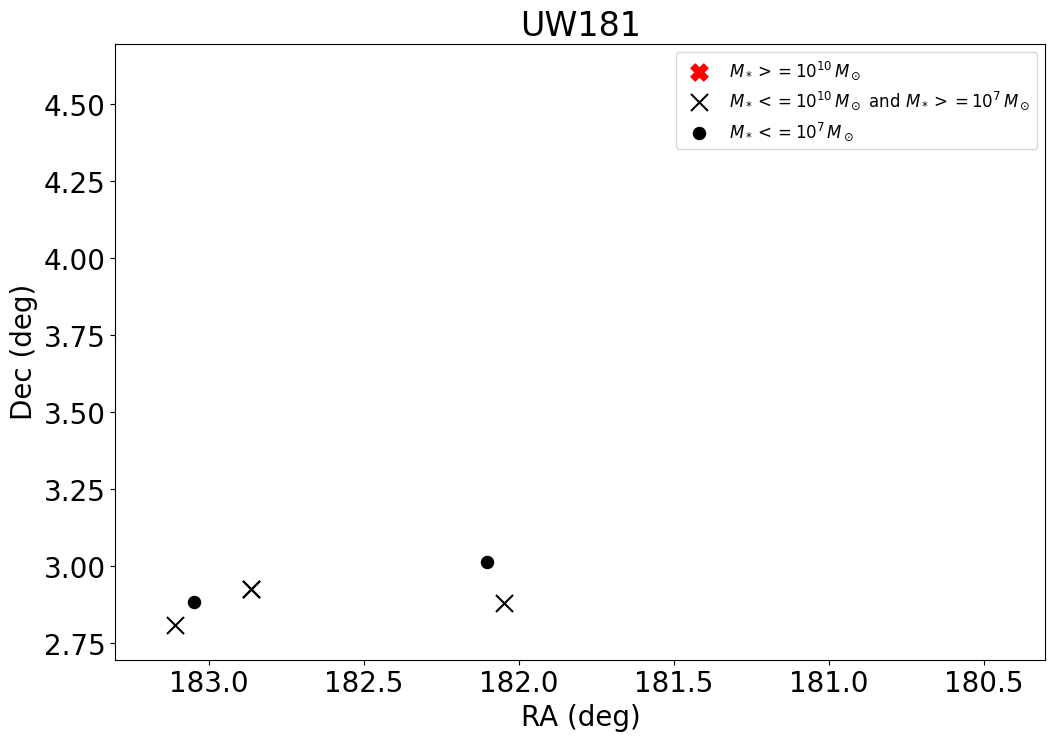 UW181
M* >= 10^10 M⊙
M* <= 10^10 M⊙ and M* >= 10^7 M⊙
M* <= 10^7 M⊙
4.50
4.25
4.00
3.75
3.50
3.25
3.00
2.75
Dec (deg)
183.0 182.5 182.0 181.5 181.0 180.5
RA (deg)